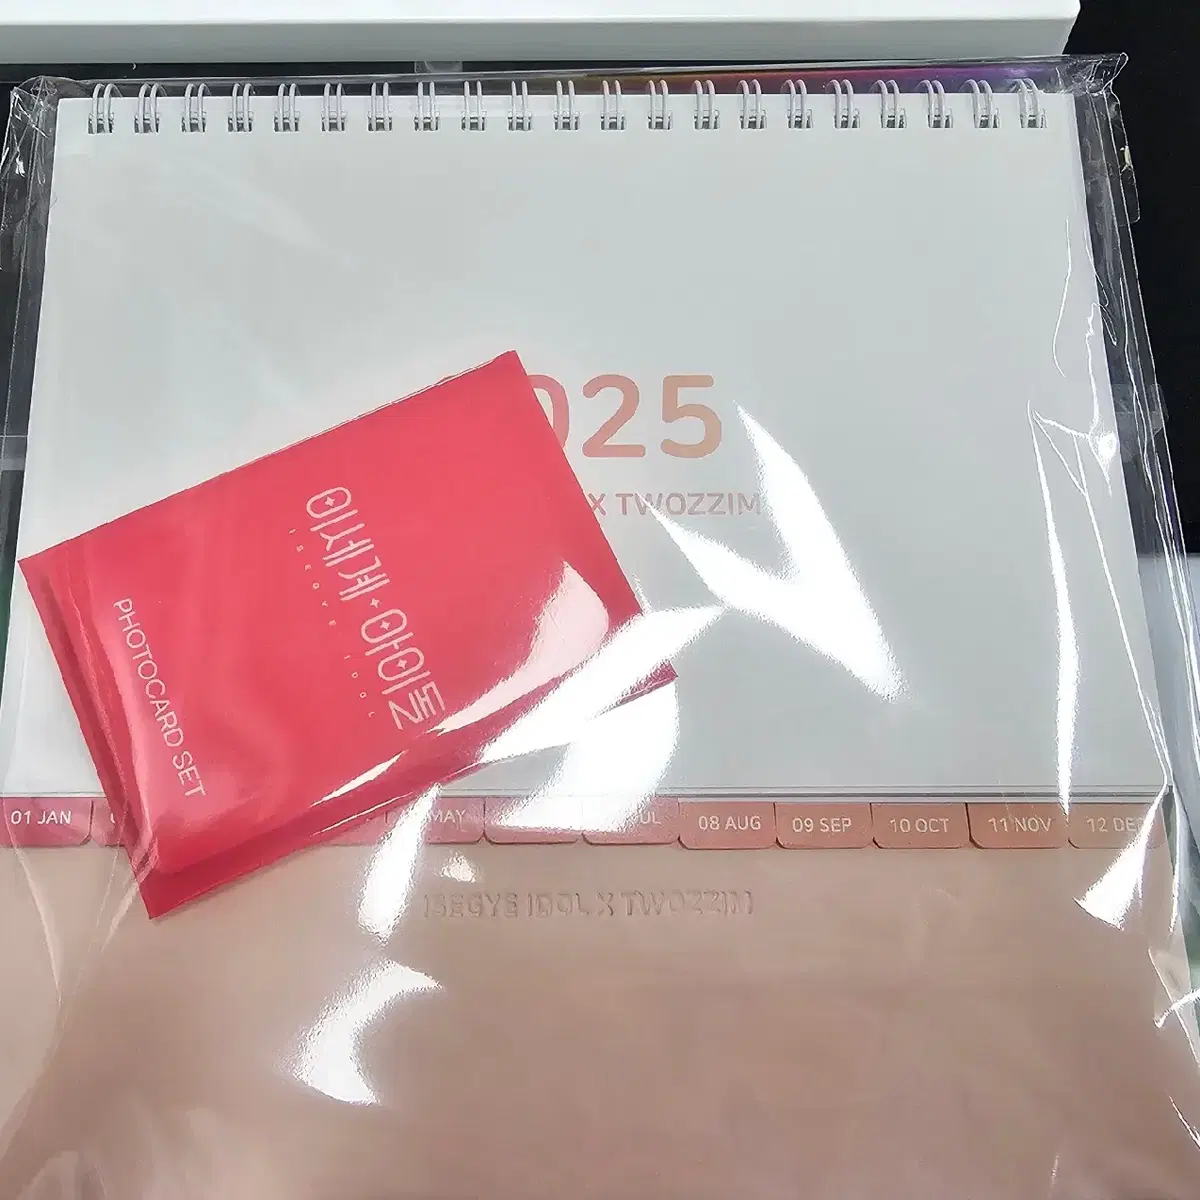 025
X TWOZZIM
이세계아이돌
ISEGYE IDOL
PHOTOCARD SET
01 JAN
MAY
UL
08 AUG
09 SEP
10 OCT
11 NOV
12 DEC
ISEGYE IDOL X TWOZZIM